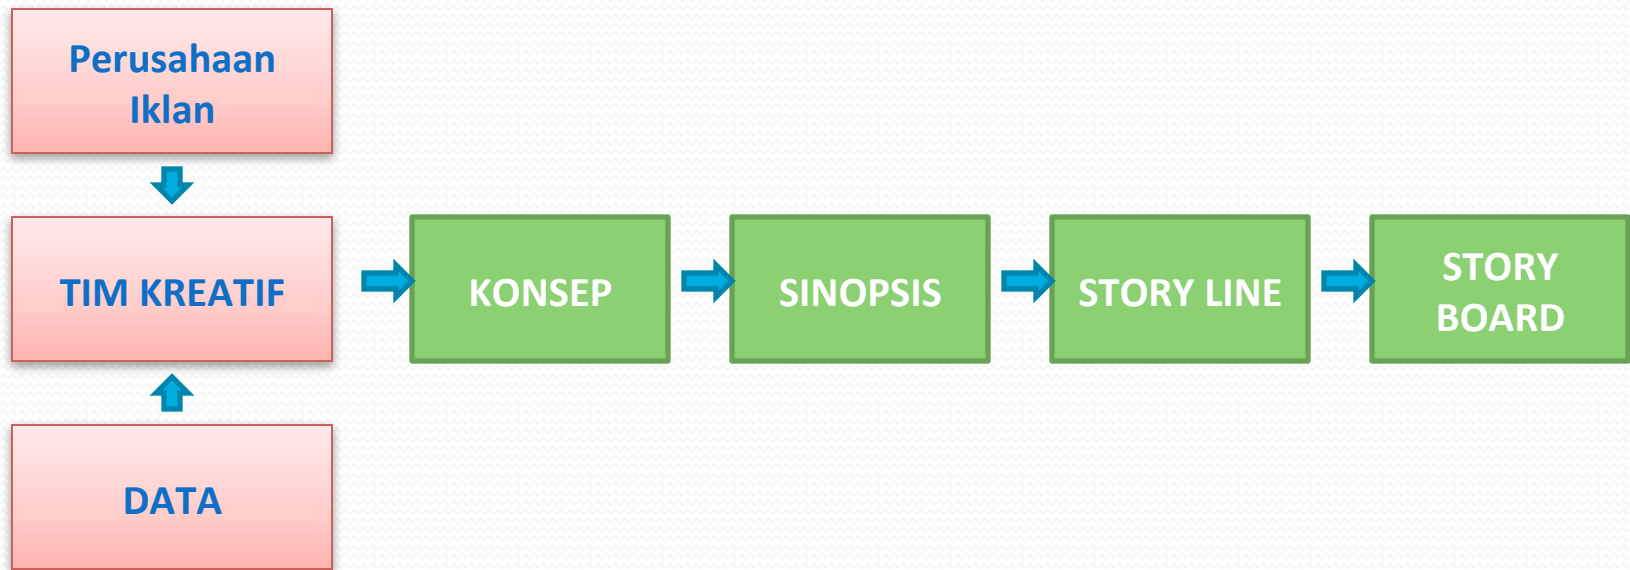 Perusahaan
Iklan
TIM KREATIF
KONSEP
SINOPSIS
STORY LINE
STORY
BOARD
DATA